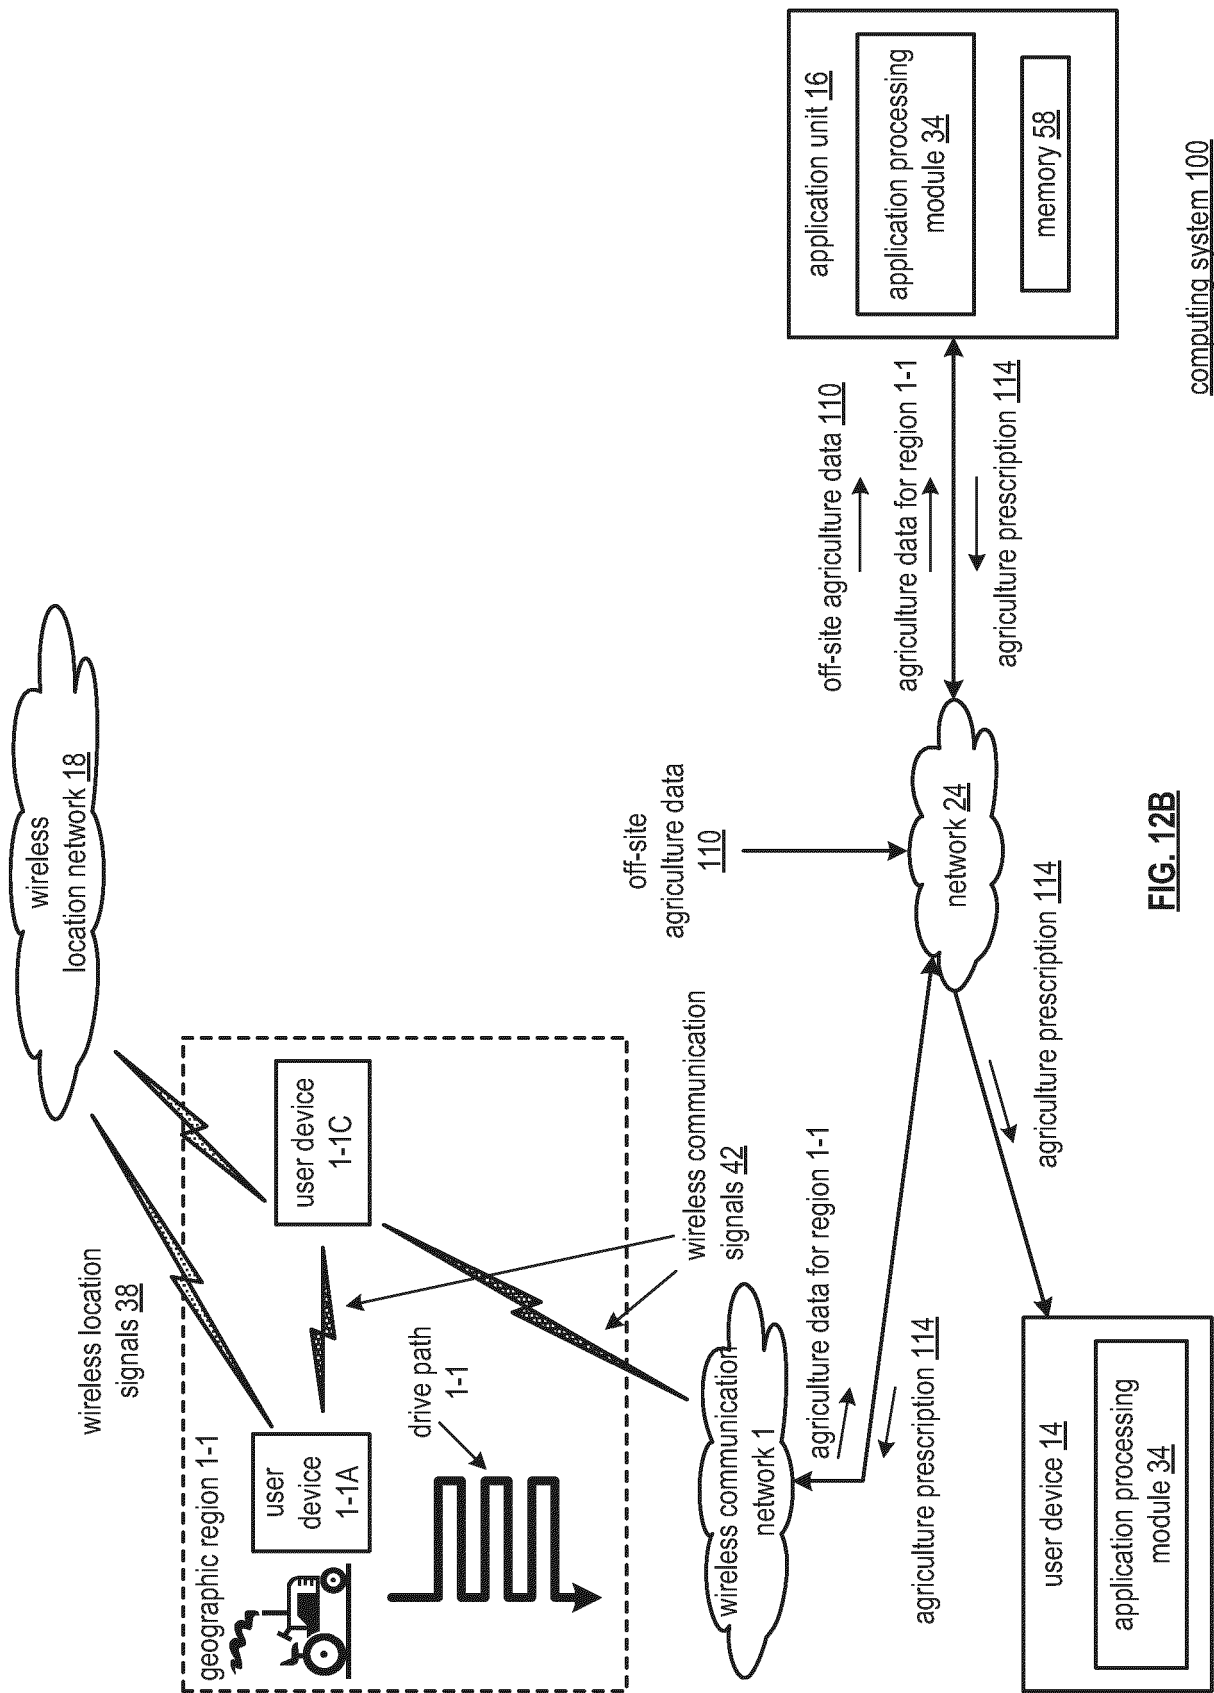 wireless
location network 18
wireless location
signals 38
geographic region 1-1
user
device
1-1A
user device
1-1C
drive path
1-1
wireless communication
signals 42
wireless communication
network 1
off-site
agriculture data
110
agriculture data for region 1-1
agriculture prescription 114
network 24
off-site agriculture data 110
agriculture data for region 1-1
agriculture prescription 114
application unit 16
application processing
module 34
memory 58
agriculture prescription 114
user device 14
application processing
module 34
computing system 100
FIG. 12B